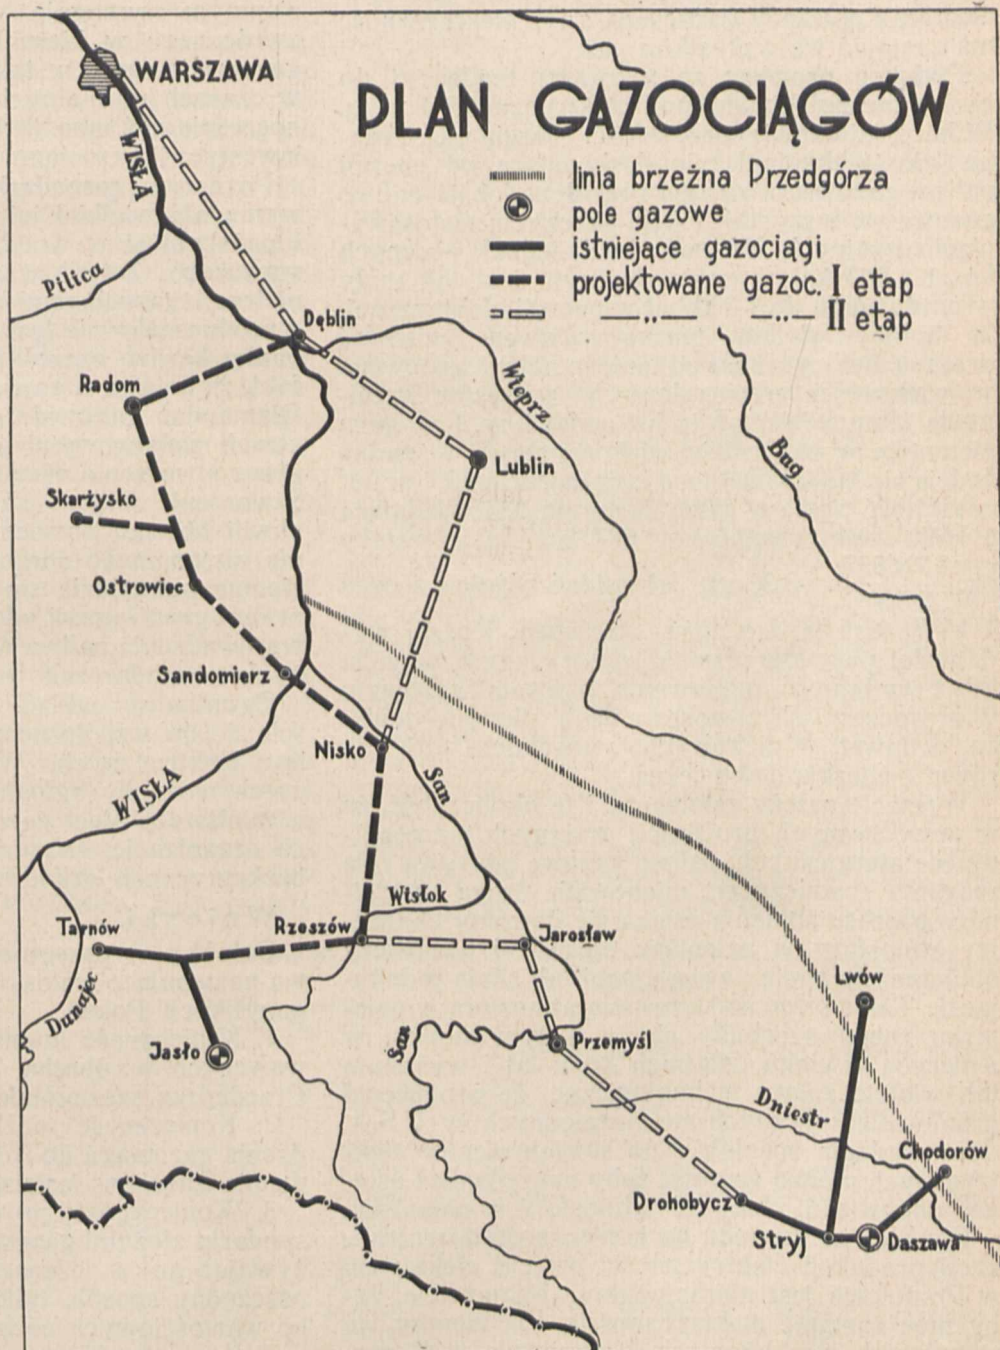 WARSZAWA
PLAN GAZOCIĄGÓW
linia brzeżna Przedgórza
pole gazowe
istniejące gazociągi
projektowane gazoc. I etap
—..— —..— II etap
WISŁA
Pilica
Dęblin
Radom
Wieprz
Bug
Lublin
Skarżysko
Ostrowiec
Sandomierz
Nisko
San
WISŁA
Wisłok
Tarnów
Rzeszów
Jarosław
Lwów
Dunajec
Jasło
San
Przemyśl
Dniestr
Chodorów
Drohobycz
Stryj
Daszawa